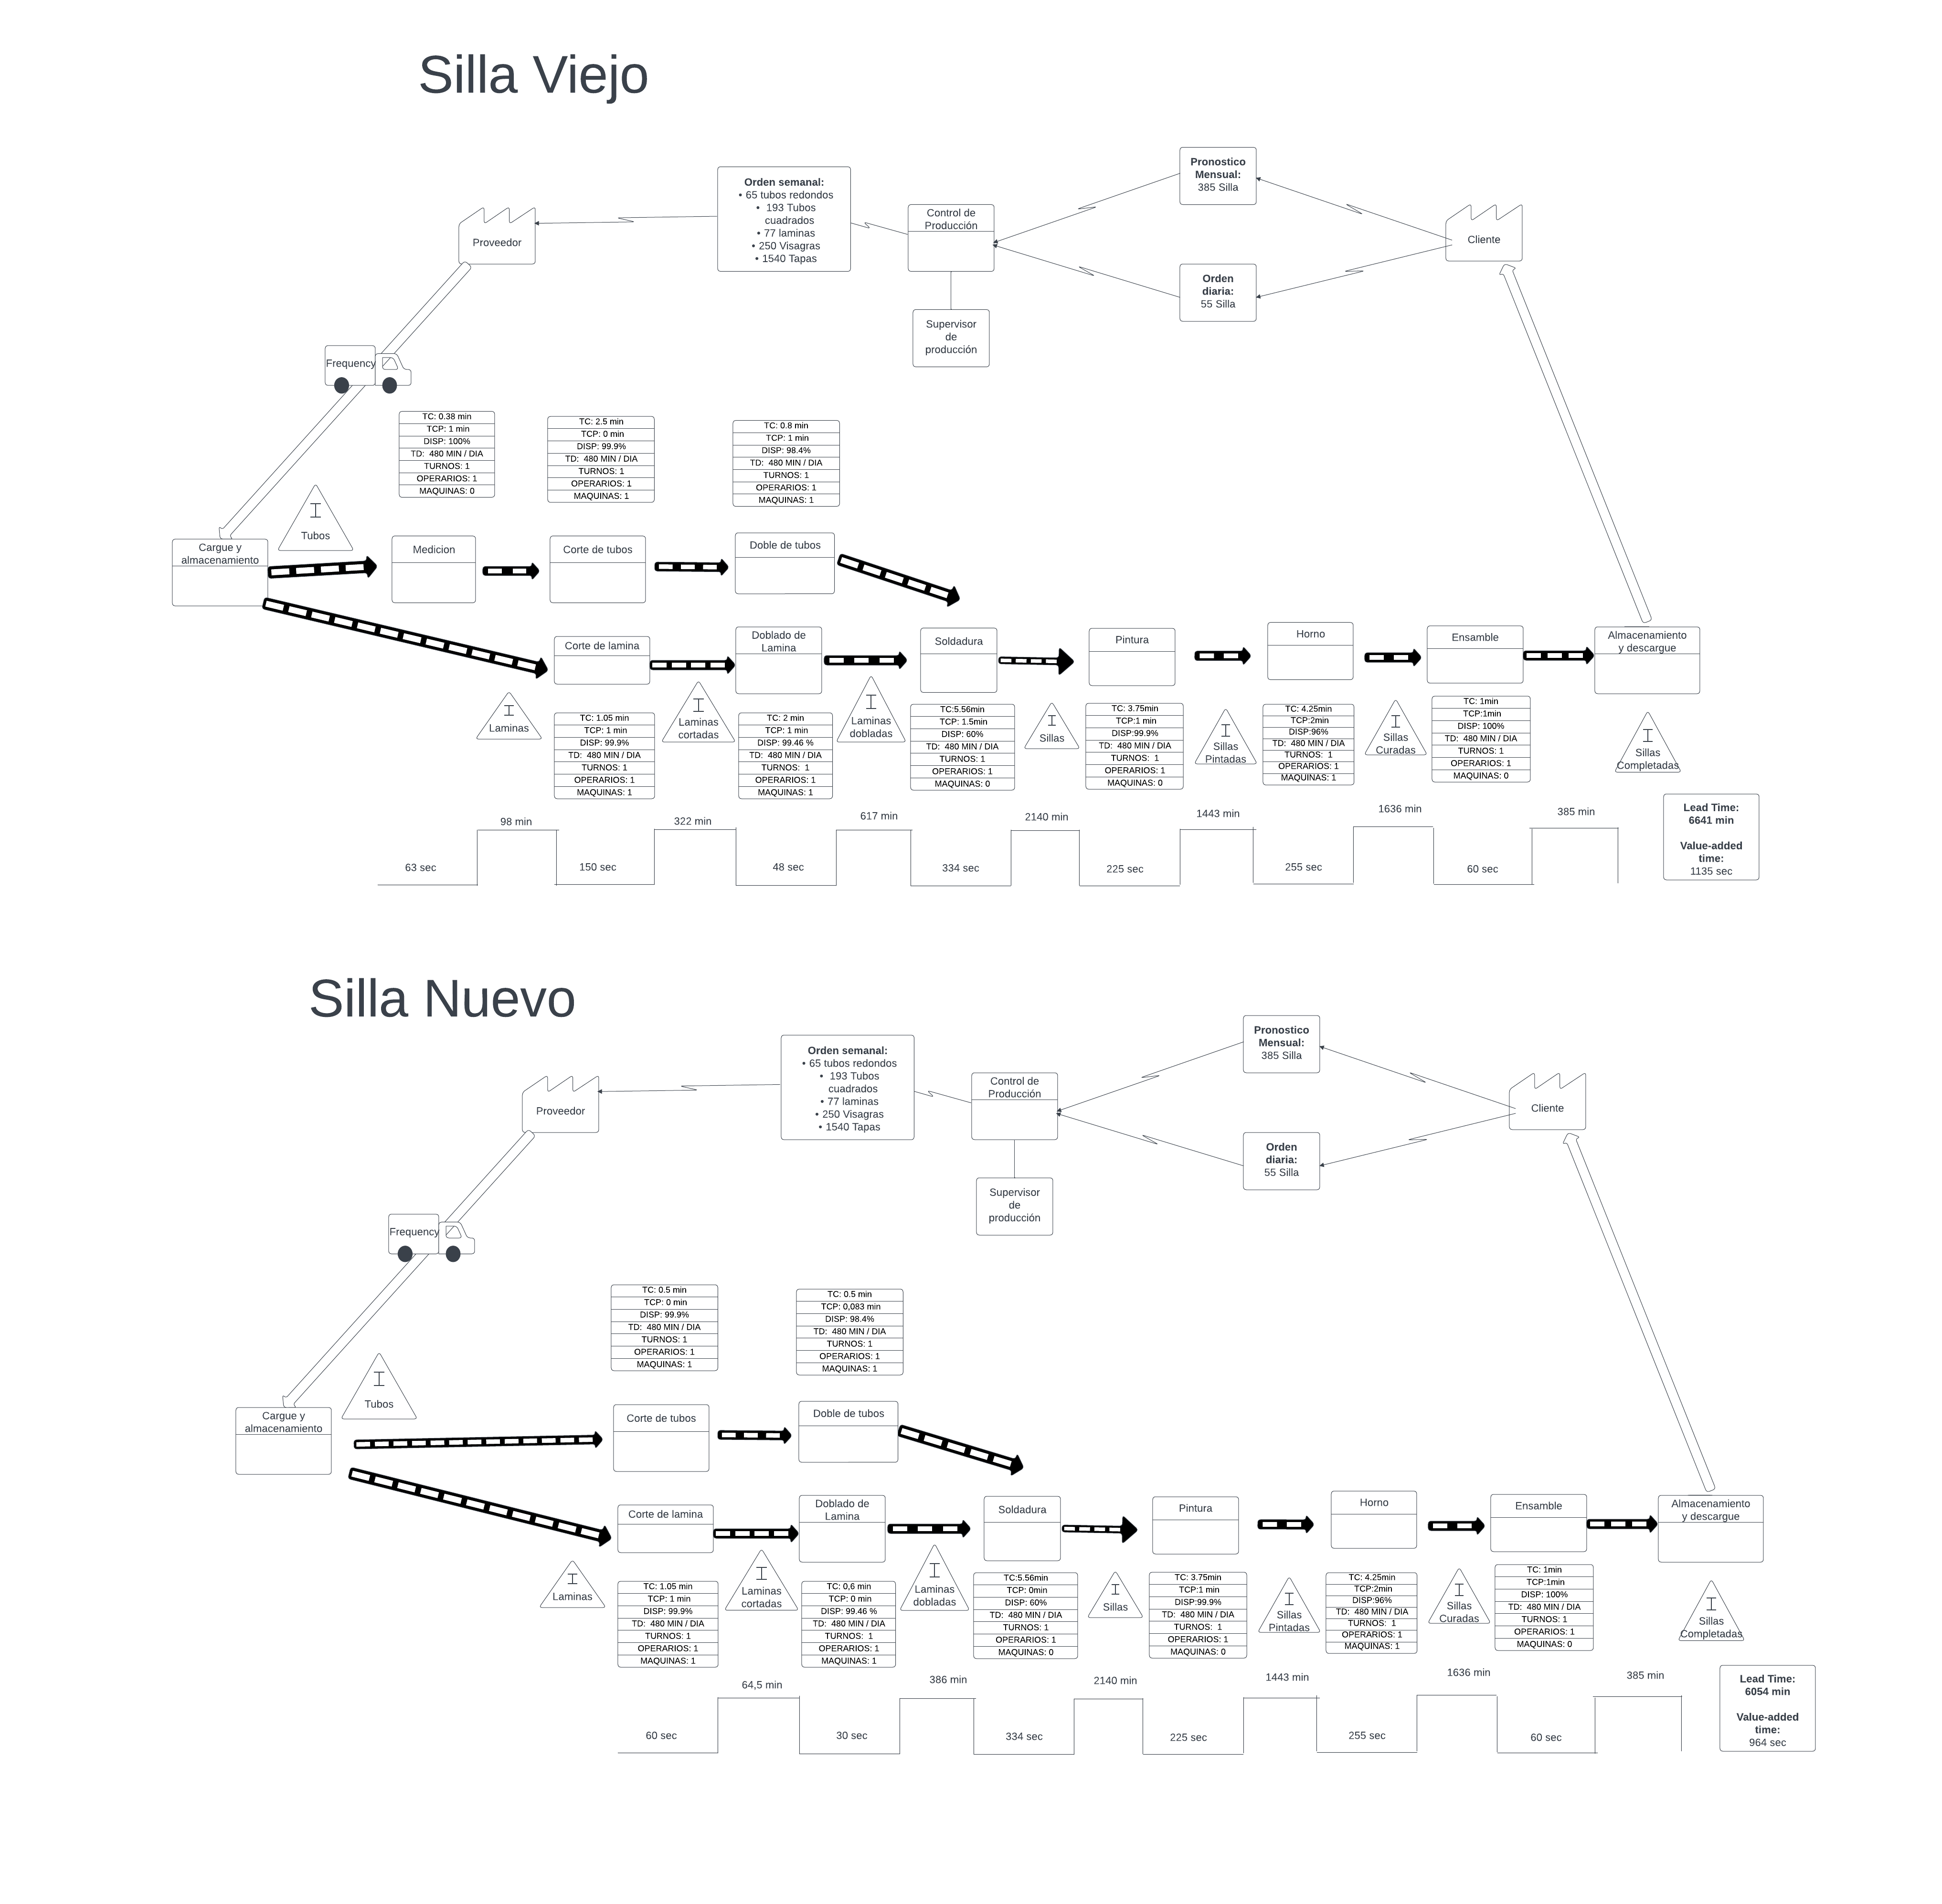 Silla Viejo
Pronostico
Mensual:
385 Silla
Orden semanal:
• 65 tubos redondos
• 193 Tubos
cuadrados
• 77 laminas
• 250 Visagras
• 1540 Tapas
Control de
Producción
Proveedor
Cliente
Orden
diaria:
55 Silla
Supervisor
de
producción
Frequency
TC: 0.38 min
TCP: 1 min
DISP: 100%
TD: 480 MIN / DIA
TURNOS: 1
OPERARIOS: 1
MAQUINAS: 0
TC: 2.5 min
TCP: 0 min
DISP: 99.9%
TD: 480 MIN / DIA
TURNOS: 1
OPERARIOS: 1
MAQUINAS: 1
TC: 0.8 min
TCP: 1 min
DISP: 98.4%
TD: 480 MIN / DIA
TURNOS: 1
OPERARIOS: 1
MAQUINAS: 1
Tubos
Cargue y
almacenamiento
Medicion
Corte de tubos
Doble de tubos
Corte de lamina
Doblado de
Lamina
Soldadura
Pintura
Horno
Ensamble
Almacenamiento
y descargue
Laminas
TC: 1.05 min
TCP: 1 min
DISP: 99.9%
TD: 480 MIN / DIA
TURNOS: 1
OPERARIOS: 1
MAQUINAS: 1
Laminas
cortadas
TC: 2 min
TCP: 1 min
DISP: 99.46 %
TD: 480 MIN / DIA
TURNOS: 1
OPERARIOS: 1
MAQUINAS: 1
Laminas
dobladas
TC:5.56min
TCP: 1.5min
DISP: 60%
TD: 480 MIN / DIA
TURNOS: 1
OPERARIOS: 1
MAQUINAS: 0
Sillas
TC: 3.75min
TCP:1 min
DISP:99.9%
TD: 480 MIN / DIA
TURNOS: 1
OPERARIOS: 1
MAQUINAS: 0
Sillas
Pintadas
TC: 4.25min
TCP:2min
DISP:96%
TD: 480 MIN / DIA
TURNOS: 1
OPERARIOS: 1
MAQUINAS: 1
Sillas
Curadas
TC: 1min
TCP:1min
DISP: 100%
TD: 480 MIN / DIA
TURNOS: 1
OPERARIOS: 1
MAQUINAS: 0
Sillas
Completadas
98 min
322 min
617 min
2140 min
1443 min
1636 min
385 min
63 sec
150 sec
48 sec
334 sec
225 sec
255 sec
60 sec
Lead Time:
6641 min
Value-added
time:
1135 sec
Silla Nuevo
Pronostico
Mensual:
385 Silla
Orden semanal:
• 65 tubos redondos
• 193 Tubos
cuadrados
• 77 laminas
• 250 Visagras
• 1540 Tapas
Control de
Producción
Proveedor
Cliente
Orden
diaria:
55 Silla
Supervisor
de
producción
Frequency
TC: 0.5 min
TCP: 0 min
DISP: 99.9%
TD: 480 MIN / DIA
TURNOS: 1
OPERARIOS: 1
MAQUINAS: 1
TC: 0.5 min
TCP: 0,083 min
DISP: 98.4%
TD: 480 MIN / DIA
TURNOS: 1
OPERARIOS: 1
MAQUINAS: 1
Tubos
Cargue y
almacenamiento
Corte de tubos
Doble de tubos
Corte de lamina
Doblado de
Lamina
Soldadura
Pintura
Horno
Ensamble
Almacenamiento
y descargue
Laminas
TC: 1.05 min
TCP: 1 min
DISP: 99.9%
TD: 480 MIN / DIA
TURNOS: 1
OPERARIOS: 1
MAQUINAS: 1
Laminas
cortadas
TC: 0,6 min
TCP: 0 min
DISP: 99.46 %
TD: 480 MIN / DIA
TURNOS: 1
OPERARIOS: 1
MAQUINAS: 1
Laminas
dobladas
TC:5.56min
TCP: 0min
DISP: 60%
TD: 480 MIN / DIA
TURNOS: 1
OPERARIOS: 1
MAQUINAS: 0
Sillas
TC: 3.75min
TCP:1 min
DISP:99.9%
TD: 480 MIN / DIA
TURNOS: 1
OPERARIOS: 1
MAQUINAS: 0
Sillas
Pintadas
TC: 4.25min
TCP:2min
DISP:96%
TD: 480 MIN / DIA
TURNOS: 1
OPERARIOS: 1
MAQUINAS: 1
Sillas
Curadas
TC: 1min
TCP:1min
DISP: 100%
TD: 480 MIN / DIA
TURNOS: 1
OPERARIOS: 1
MAQUINAS: 0
Sillas
Completadas
64,5 min
386 min
2140 min
1443 min
1636 min
385 min
60 sec
30 sec
334 sec
225 sec
255 sec
60 sec
Lead Time:
6054 min
Value-added
time:
964 sec